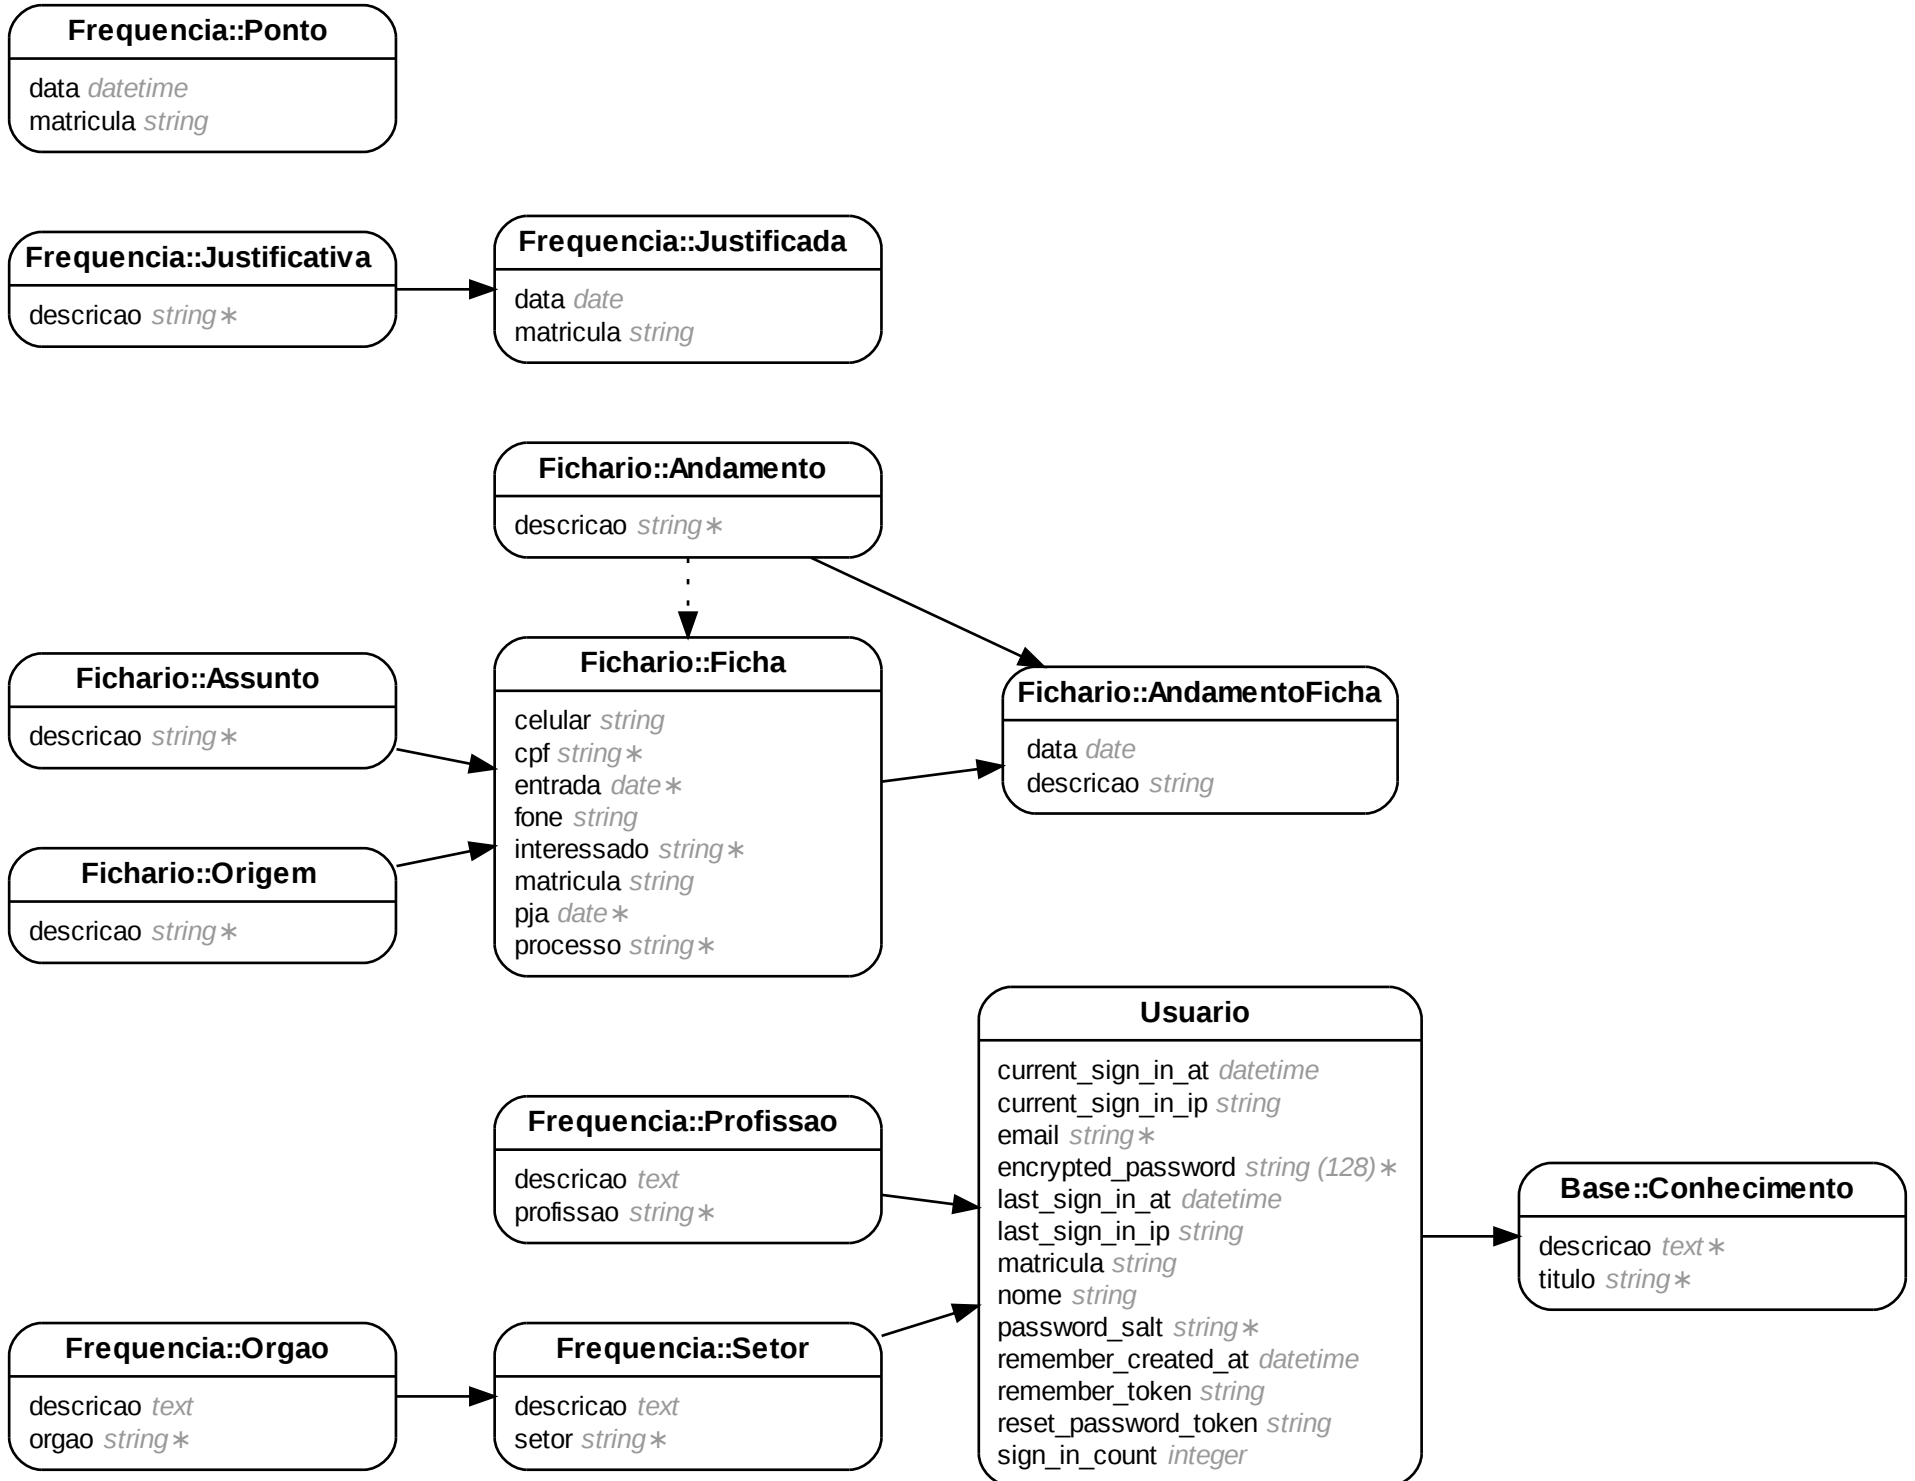 Frequencia::Ponto
data datetime
matricula string
Frequencia::Justificativa
descricao string∗
Frequencia::Justificada
data date
matricula string
Fichario::Andamento
descricao string∗
Fichario::Assunto
descricao string∗
Fichario::Origem
descricao string∗
Fichario::Ficha
celular string
cpf string∗
entrada date∗
fone string
interessado string∗
matricula string
pja date∗
processo string∗
Fichario::AndamentoFicha
data date
descricao string
Frequencia::Profissao
descricao text
profissao string∗
Frequencia::Orgao
descricao text
orgao string∗
Frequencia::Setor
descricao text
setor string∗
Usuario
current_sign_in_at datetime
current_sign_in_ip string
email string∗
encrypted_password string (128)∗
last_sign_in_at datetime
last_sign_in_ip string
matricula string
nome string
password_salt string∗
remember_created_at datetime
remember_token string
reset_password_token string
sign_in_count integer
Base::Conhecimento
descricao text∗
titulo string∗